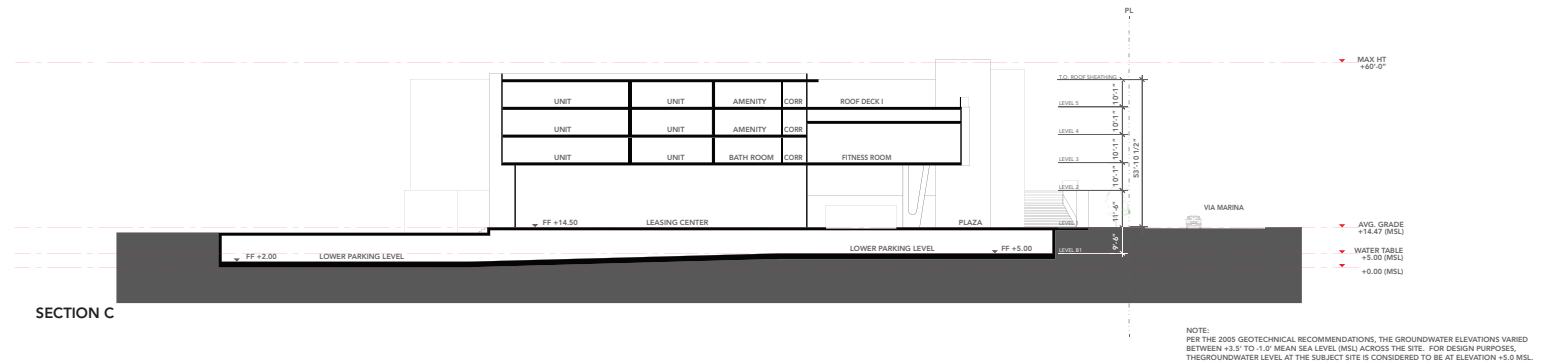 PL
MAX HT
+60'-0"
T.O. ROOF SHEATHING
10'-1"
UNIT UNIT AMENITY CORR ROOF DECK I
LEVEL 5
10'-1"
UNIT UNIT AMENITY CORR
LEVEL 4
10'-1"
53'-10 1/2"
UNIT UNIT BATH ROOM CORR FITNESS ROOM
LEVEL 3
10'-1"
LEVEL 2
11'-6"
VIA MARINA
FF +14.50 LEASING CENTER PLAZA
LEVEL 1
AVG. GRADE
+14.47 (MSL)
9'-6"
LOWER PARKING LEVEL FF +5.00
LEVEL B1
WATER TABLE
+5.00 (MSL)
FF +2.00 LOWER PARKING LEVEL
+0.00 (MSL)
SECTION C
NOTE:
PER THE 2005 GEOTECHNICAL RECOMMENDATIONS, THE GROUNDWATER ELEVATIONS VARIED
BETWEEN +3.5' TO -1.0' MEAN SEA LEVEL (MSL) ACROSS THE SITE. FOR DESIGN PURPOSES,
THEGROUNDWATER LEVEL AT THE SUBJECT SITE IS CONSIDERED TO BE AT ELEVATION +5.0 MSL.